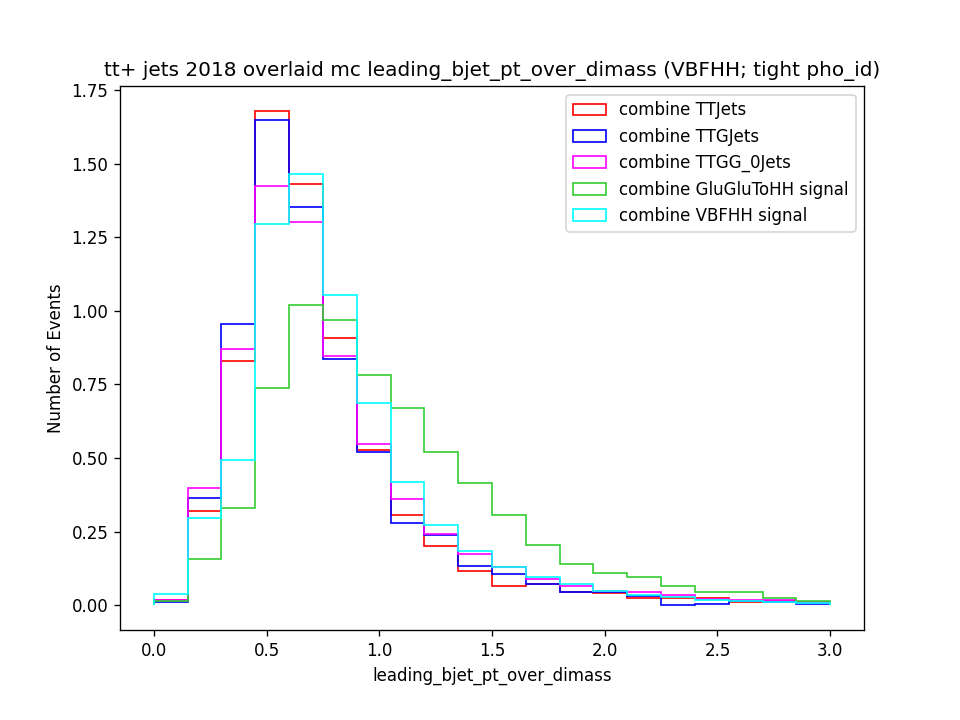 tt+ jets 2018 overlaid mc leading_bjet_pt_over_dimass (VBFHH; tight pho_id)
combine TTJets
combine TTGJets
combine TTGG_0Jets
combine GluGluToHH signal
combine VBFHH signal
Number of Events
1.75
1.50
1.25
1.00
0.75
0.50
0.25
0.00
0.0 0.5 1.0 1.5 2.0 2.5 3.0
leading_bjet_pt_over_dimass